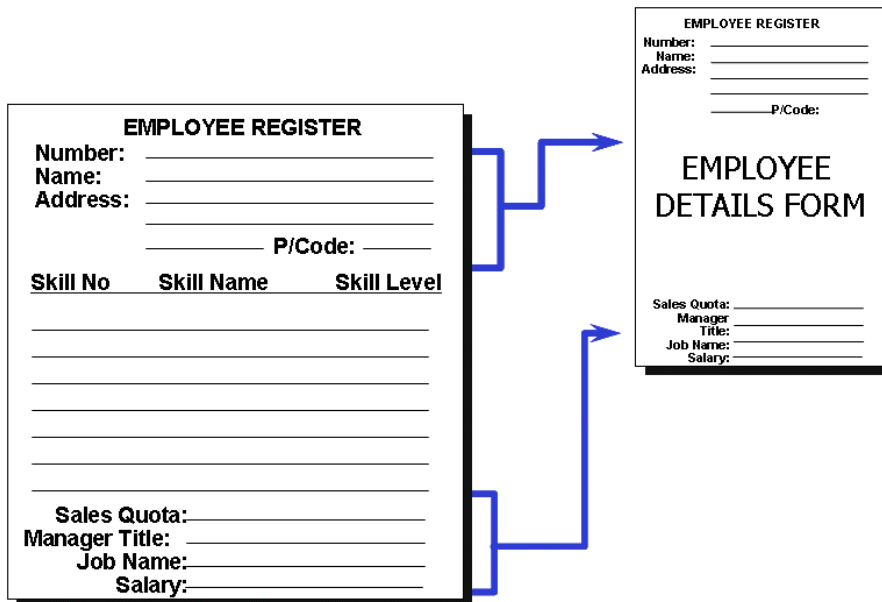 EMPLOYEE REGISTER
Number:
Name:
Address:
P/Code:
Skill No Skill Name Skill Level
Sales Quota:
Manager Title:
Job Name:
Salary:
EMPLOYEE REGISTER
Number:
Name:
Address:
P/Code:
EMPLOYEE
DETAILS FORM
Sales Quota:
Manager
Title:
Job Name:
Salary: